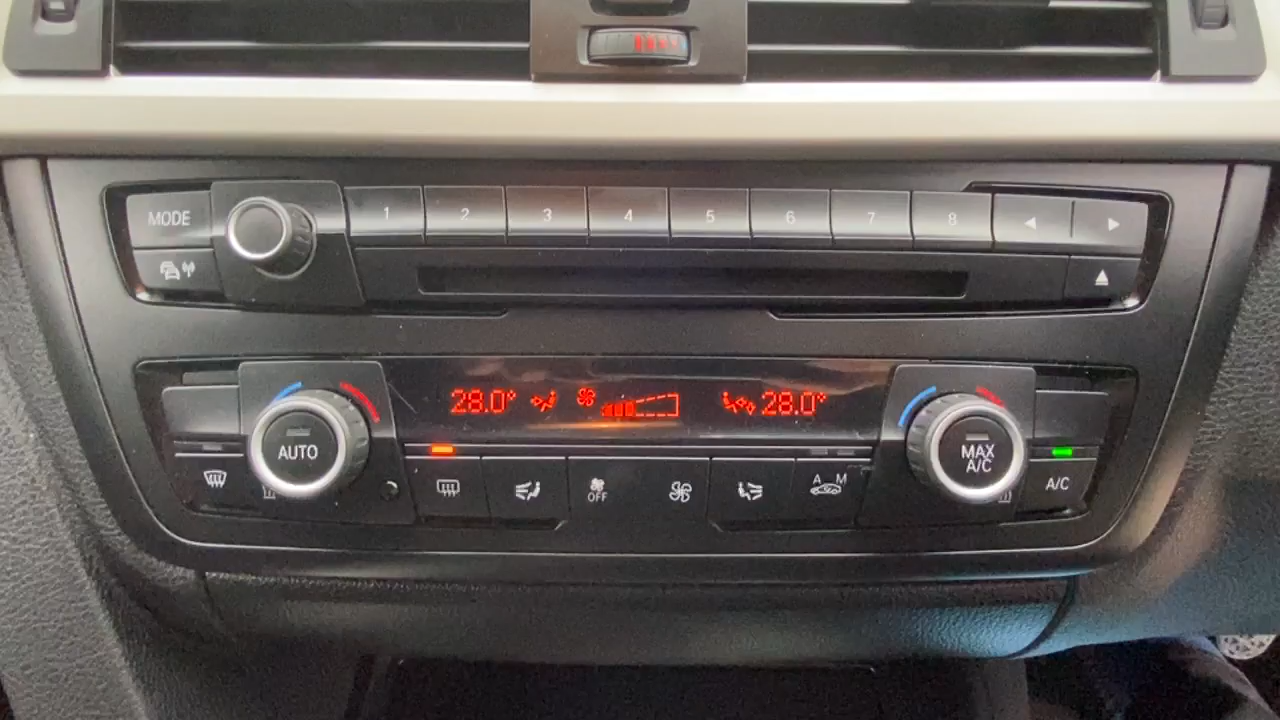 MODE
1 2 3 4 5 6 7 8
28.0° 28.0°
AUTO
MAX
A/C
OFF
A M
A/C